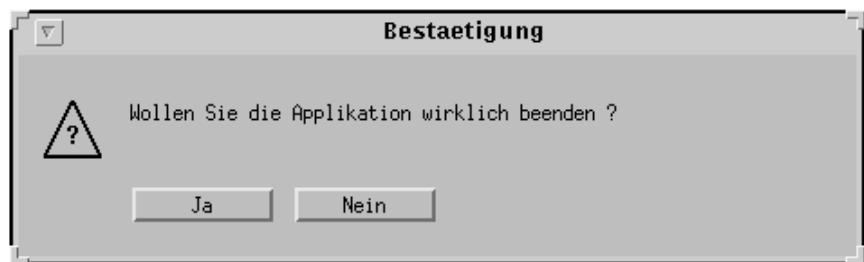 Bestaetigung
?
Wollen Sie die Applikation wirklich beenden ?
Ja Nein